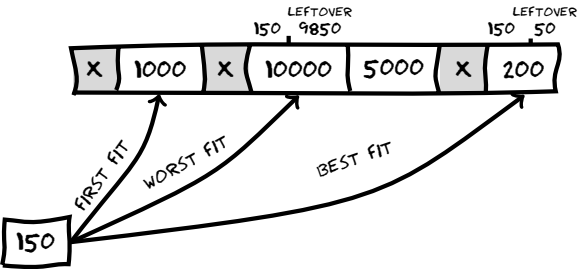 LEFTOVER
150 9850
LEFTOVER
150 50
X 1000 X 10000 5000 X 200
FIRST FIT
WORST FIT
BEST FIT
150